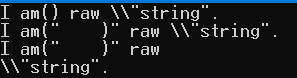 I am() raw \\"string".
I am("     )" raw \\"string".
I am("     )" raw
\\"string".